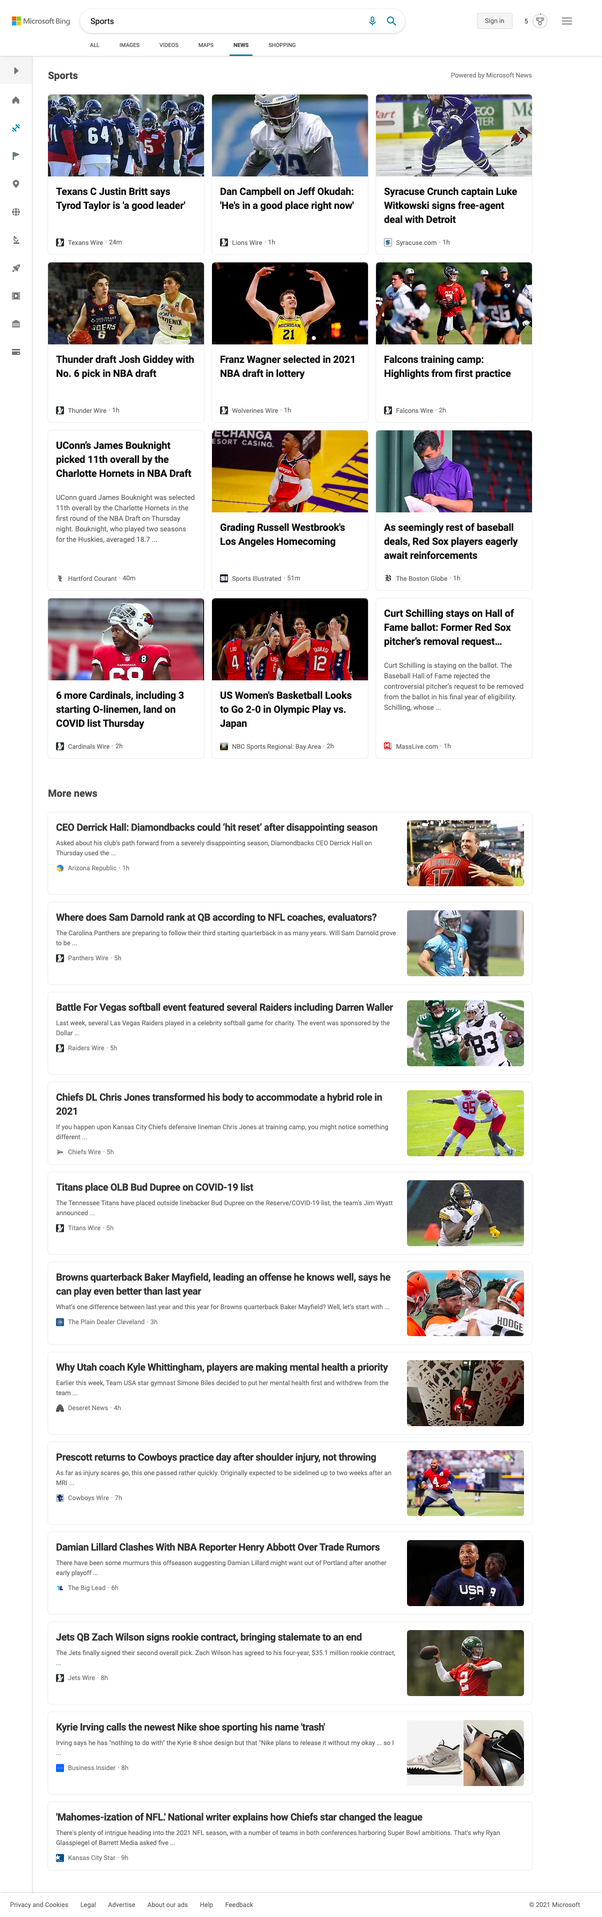 Microsoft Bing
Sports
Sign in
5
ALL IMAGES VIDEOS MAPS NEWS SHOPPING
Sports
Powered by Microsoft News
Texans C Justin Britt says
Tyrod Taylor is 'a good leader'
Texans Wire · 24m
Dan Campbell on Jeff Okudah:
'He's in a good place right now'
Lions Wire · 1h
Syracuse Crunch captain Luke
Witkowski signs free-agent
deal with Detroit
Syracuse.com · 1h
Thunder draft Josh Giddey with
No. 6 pick in NBA draft
Thunder Wire · 1h
MICHIGAN
21
Franz Wagner selected in 2021
NBA draft in lottery
Wolverines Wire · 1h
Falcons training camp:
Highlights from first practice
Falcons Wire · 2h
UConn's James Bouknight
picked 11th overall by the
Charlotte Hornets in NBA Draft
UConn guard James Bouknight was selected
11th overall by the Charlotte Hornets in the
first round of the NBA Draft on Thursday
night. Bouknight, who played two seasons
for the Huskies, averaged 18.7 ...
Hartford Courant · 40m
Grading Russell Westbrook's
Los Angeles Homecoming
Sports Illustrated · 51m
As seemingly rest of baseball
deals, Red Sox players eagerly
await reinforcements
The Boston Globe · 1h
6 more Cardinals, including 3
starting O-linemen, land on
COVID list Thursday
Cardinals Wire · 2h
US Women's Basketball Looks
to Go 2-0 in Olympic Play vs.
Japan
NBC Sports Regional: Bay Area · 2h
Curt Schilling stays on Hall of
Fame ballot: Former Red Sox
pitcher's removal request…
Curt Schilling is staying on the ballot. The
Baseball Hall of Fame rejected the
controversial pitcher's request to be removed
from the ballot in his final year of eligibility.
Schilling, whose ...
MassLive.com · 1h
More news
CEO Derrick Hall: Diamondbacks could 'hit reset' after disappointing season
Asked about his club's path forward from a severely disappointing season, Diamondbacks CEO Derrick Hall on
Thursday used the ...
Arizona Republic · 1h
17
Where does Sam Darnold rank at QB according to NFL coaches, evaluators?
The Carolina Panthers are preparing to follow their third starting quarterback in as many years. Will Sam Darnold prove
to be ...
Panthers Wire · 5h
14
Battle For Vegas softball event featured several Raiders including Darren Waller
Last week, several Las Vegas Raiders played in a celebrity softball game for charity. The event was sponsored by the
Dollar ...
Raiders Wire · 5h
83
Chiefs DL Chris Jones transformed his body to accommodate a hybrid role in
2021
If you happen upon Kansas City Chiefs defensive lineman Chris Jones at training camp, you might notice something
different ...
Chiefs Wire · 5h
95
Titans place OLB Bud Dupree on COVID-19 list
The Tennessee Titans have placed outside linebacker Bud Dupree on the Reserve/COVID-19 list, the team's Jim Wyatt
announced ...
Titans Wire · 5h
Browns quarterback Baker Mayfield, leading an offense he knows well, says he
can play even better than last year
What's one difference between last year and this year for Browns quarterback Baker Mayfield? Well, let's start with ...
The Plain Dealer Cleveland · 3h
HODGE
Why Utah coach Kyle Whittingham, players are making mental health a priority
Earlier this week, Team USA star gymnast Simone Biles decided to put her mental health first and withdrew from the
team ...
Deseret News · 4h
Prescott returns to Cowboys practice day after shoulder injury, not throwing
As far as injury scares go, this one passed rather quickly. Originally expected to be sidelined up to two weeks after an
MRI ...
Cowboys Wire · 7h
4
Damian Lillard Clashes With NBA Reporter Henry Abbott Over Trade Rumors
There have been some murmurs this offseason suggesting Damian Lillard might want out of Portland after another
early playoff ...
The Big Lead · 6h
USA
Jets QB Zach Wilson signs rookie contract, bringing stalemate to an end
The Jets finally signed their second overall pick. Zach Wilson has agreed to his four-year, $35.1 million rookie contract,
...
Jets Wire · 8h
2
Kyrie Irving calls the newest Nike shoe sporting his name 'trash'
Irving says he has "nothing to do with" the Kyrie 8 shoe design but that "Nike plans to release it without my okay ... so I
...
Business Insider · 8h
'Mahomes-ization of NFL.' National writer explains how Chiefs star changed the league
There's plenty of intrigue heading into the 2021 NFL season, with a number of teams in both conferences harboring Super Bowl ambitions. That's why Ryan
Glasspiegel of Barrett Media asked five ...
Kansas City Star · 9h
Privacy and Cookies Legal Advertise About our ads Help Feedback
© 2021 Microsoft